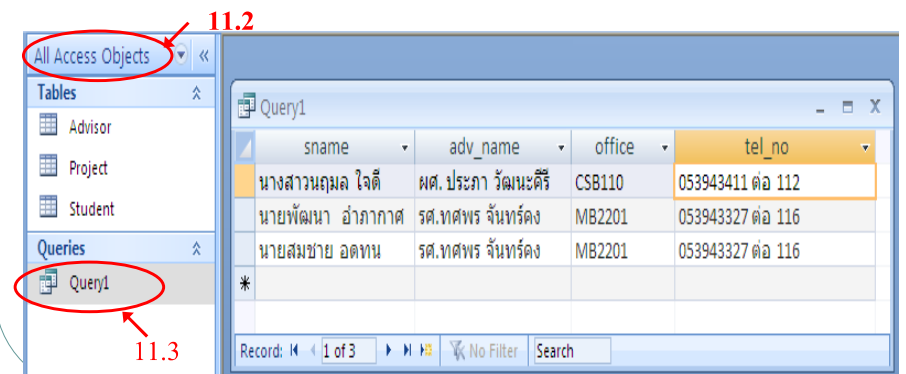 11.2
All Access Objects
Tables
Advisor
Project
Student
Queries
Query1
11.3
Query1
sname adv_name office tel_no
นางสาวนฤมล ใจดี ผศ. ประภา วัฒนะคีรี CSB110 053943411 ต่อ 112
นายพัฒนา อำภากาศ รศ.ทศพร จันทร์คง MB2201 053943327 ต่อ 116
นายสมชาย อดทน รศ.ทศพร จันทร์คง MB2201 053943327 ต่อ 116
Record: 1 of 3 No Filter Search